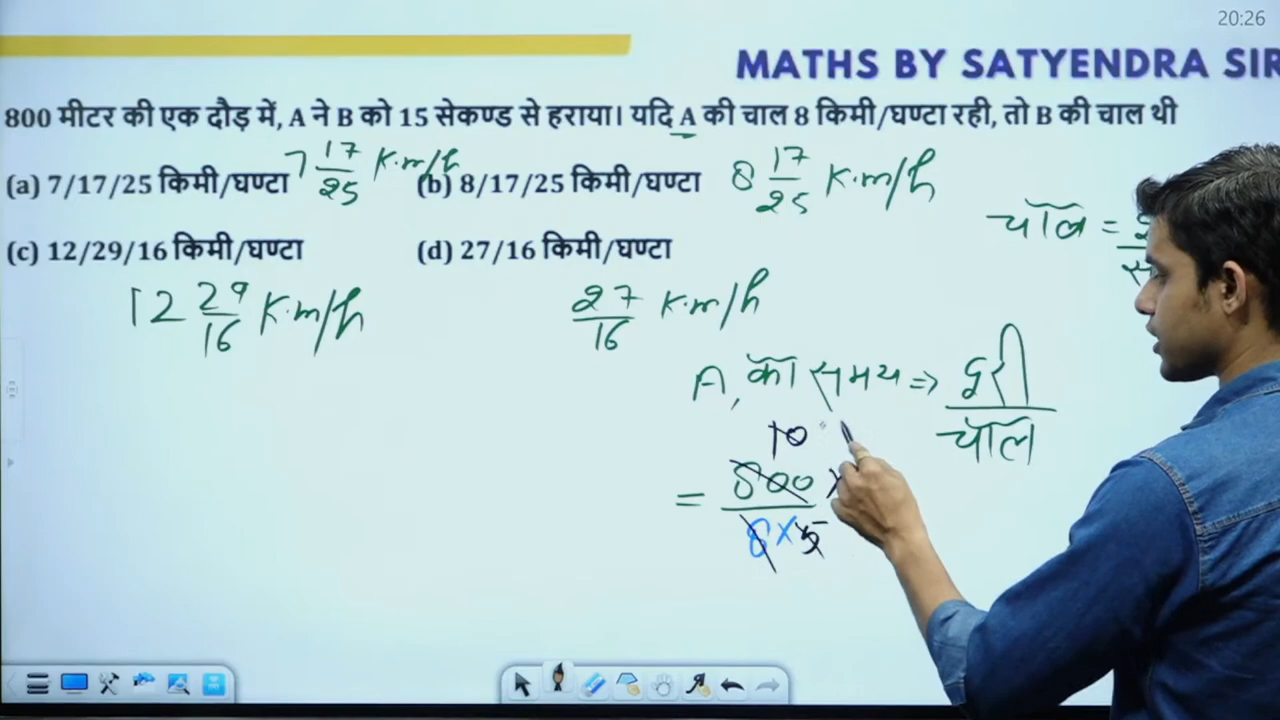 20:26
MATHS BY SATYENDRA SIR
800 मीटर की एक दौड़ में, A ने B को 15 सेकण्ड से हराया। यदि A की चाल 8 किमी/घण्टा रही, तो B की चाल थी
(a) 7/17/25 किमी/घण्टा 7 17/25 K.m/h (b) 8/17/25 किमी/घण्टा 8 17/25 K.m/h
चाल =
(c) 12/29/16 किमी/घण्टा (d) 27/16 किमी/घण्टा
12 29/16 K.m/h 27/16 K.m/h
A, का समय => दूरी/चाल
10
= 800/8×5